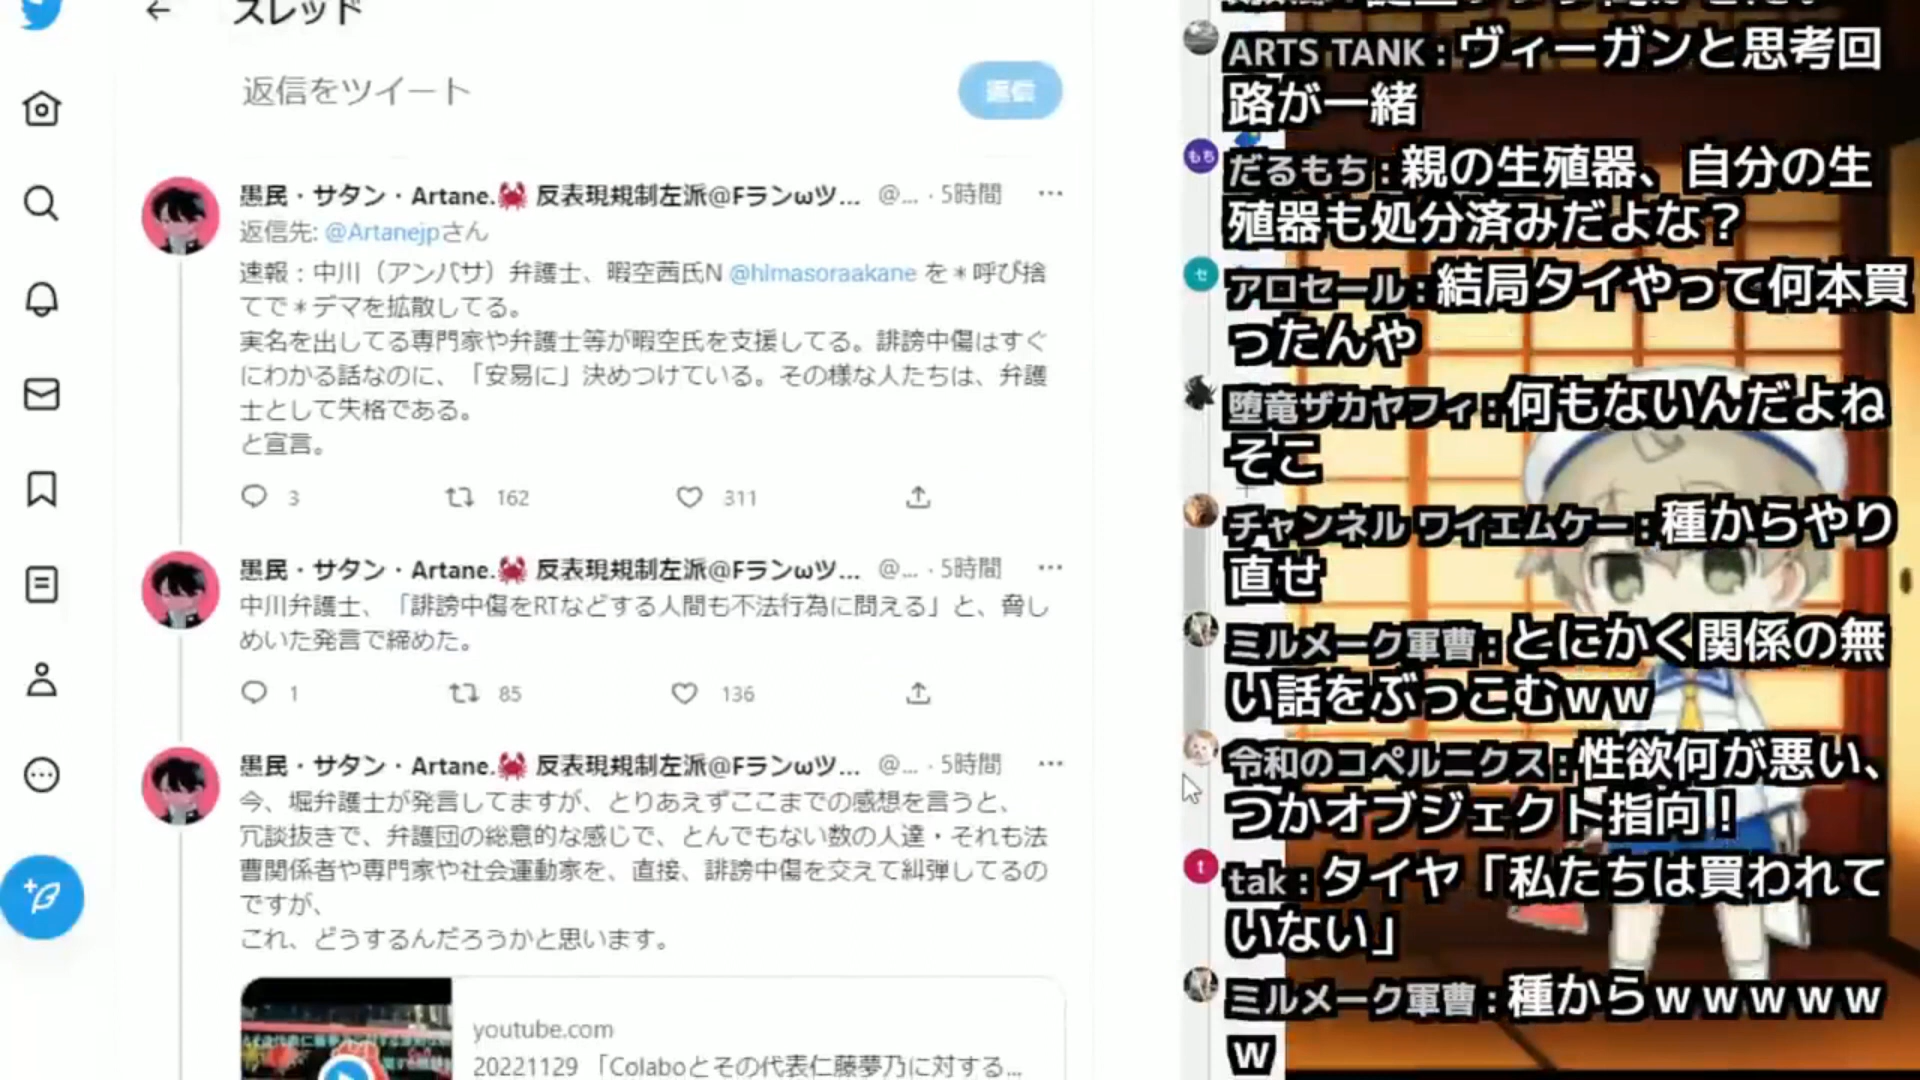 スレッド
返信をツイート
返信
愚民・サタン・Artane.🦀 反表現規制左派@Fランωツ... @... · 5時間
返信先: @Artanejpさん
速報：中川（アンバサ）弁護士、暇空茜氏N @himasoraakane を＊呼び捨
てで＊デマを拡散してる。
実名を出してる専門家や弁護士等が暇空氏を支援してる。誹謗中傷はすぐ
にわかる話なのに、「安易に」決めつけている。その様な人たちは、弁護
士として失格である。
と宣言。
3 162 311
愚民・サタン・Artane.🦀 反表現規制左派@Fランωツ... @... · 5時間
中川弁護士、「誹謗中傷をRTなどする人間も不法行為に問える」と、脅し
めいた発言で締めた。
1 85 136
愚民・サタン・Artane.🦀 反表現規制左派@Fランωツ... @... · 5時間
今、堀弁護士が発言してますが、とりあえずここまでの感想を言うと、
冗談抜きで、弁護団の総意的な感じで、とんでもない数の人達・それも法
曹関係者や専門家や社会運動家を、直接、誹謗中傷を交えて糾弾してるの
ですが、
これ、どうするんだろうかと思います。
youtube.com
20221129 「Colaboとその代表仁藤夢乃に対する...
ARTS TANK : ヴィーガンと思考回
路が一緒
もち
だるもち : 親の生殖器、自分の生
殖器も処分済みだよな？
セ
アロセール : 結局タイヤって何本買
ったんや
堕竜ザカヤフィ : 何もないんだよね
そこ
チャンネル ワイエムケー : 種からやり
直せ
ミルメーク軍曹 : とにかく関係の無
い話をぶっこむｗｗ
令和のコペルニクス : 性欲何が悪い、
つかオブジェクト指向！
t
tak : タイヤ「私たちは買われて
いない」
ミルメーク軍曹 : 種からｗｗｗｗｗ
ｗ